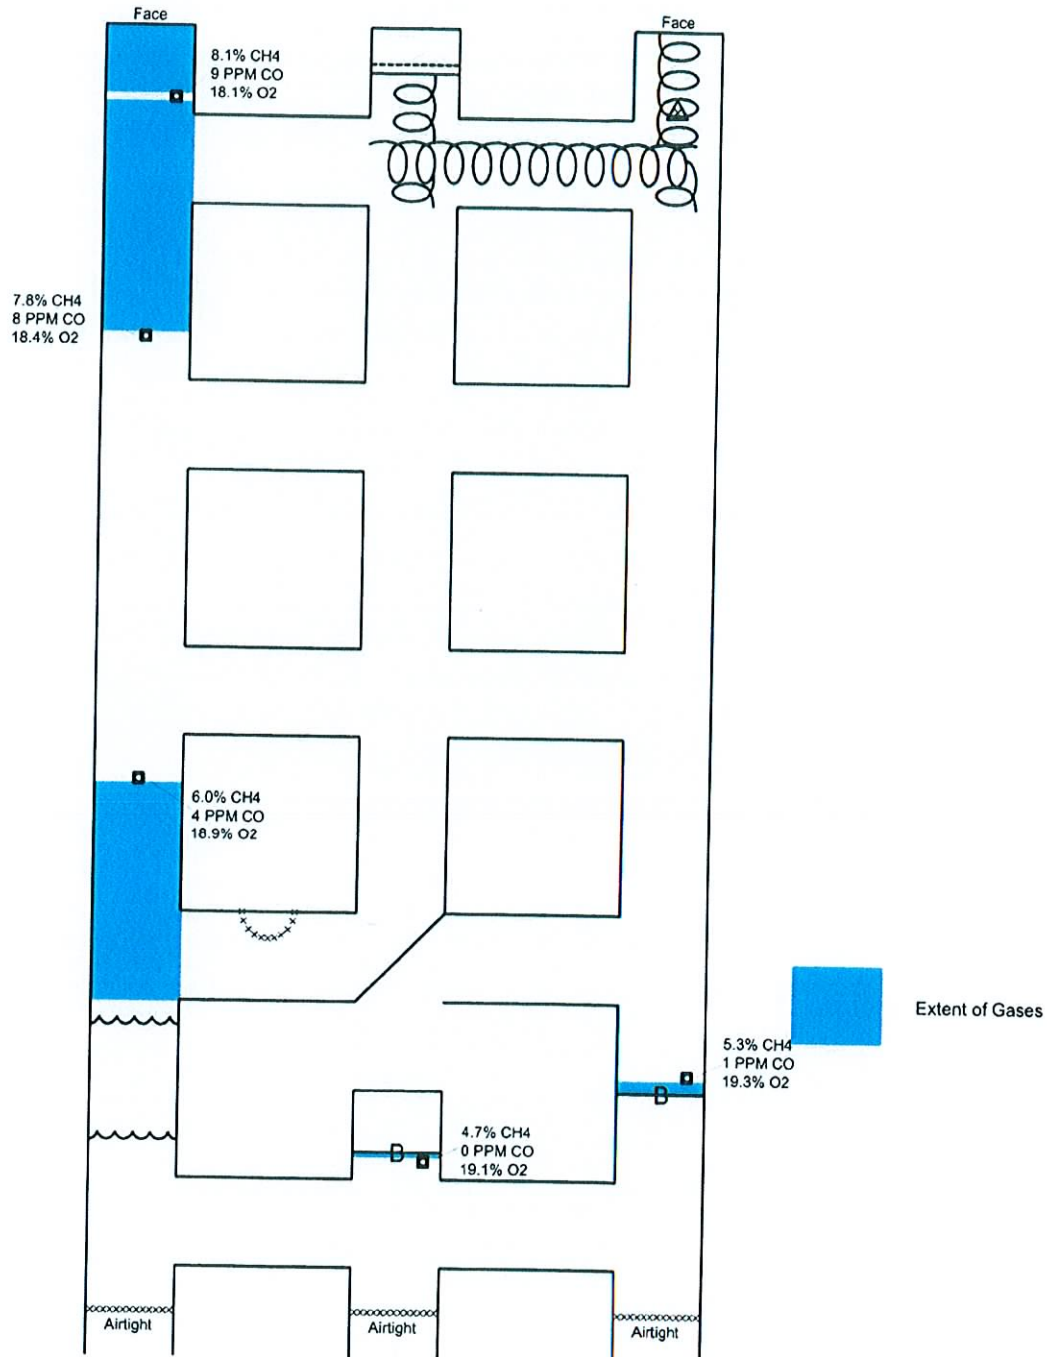 Face
Face
8.1% CH4
9 PPM CO
18.1% O2
7.8% CH4
8 PPM CO
18.4% O2
6.0% CH4
4 PPM CO
18.9% O2
Extent of Gases
5.3% CH4
1 PPM CO
19.3% O2
B
4.7% CH4
0 PPM CO
19.1% O2
B
Airtight
Airtight
Airtight